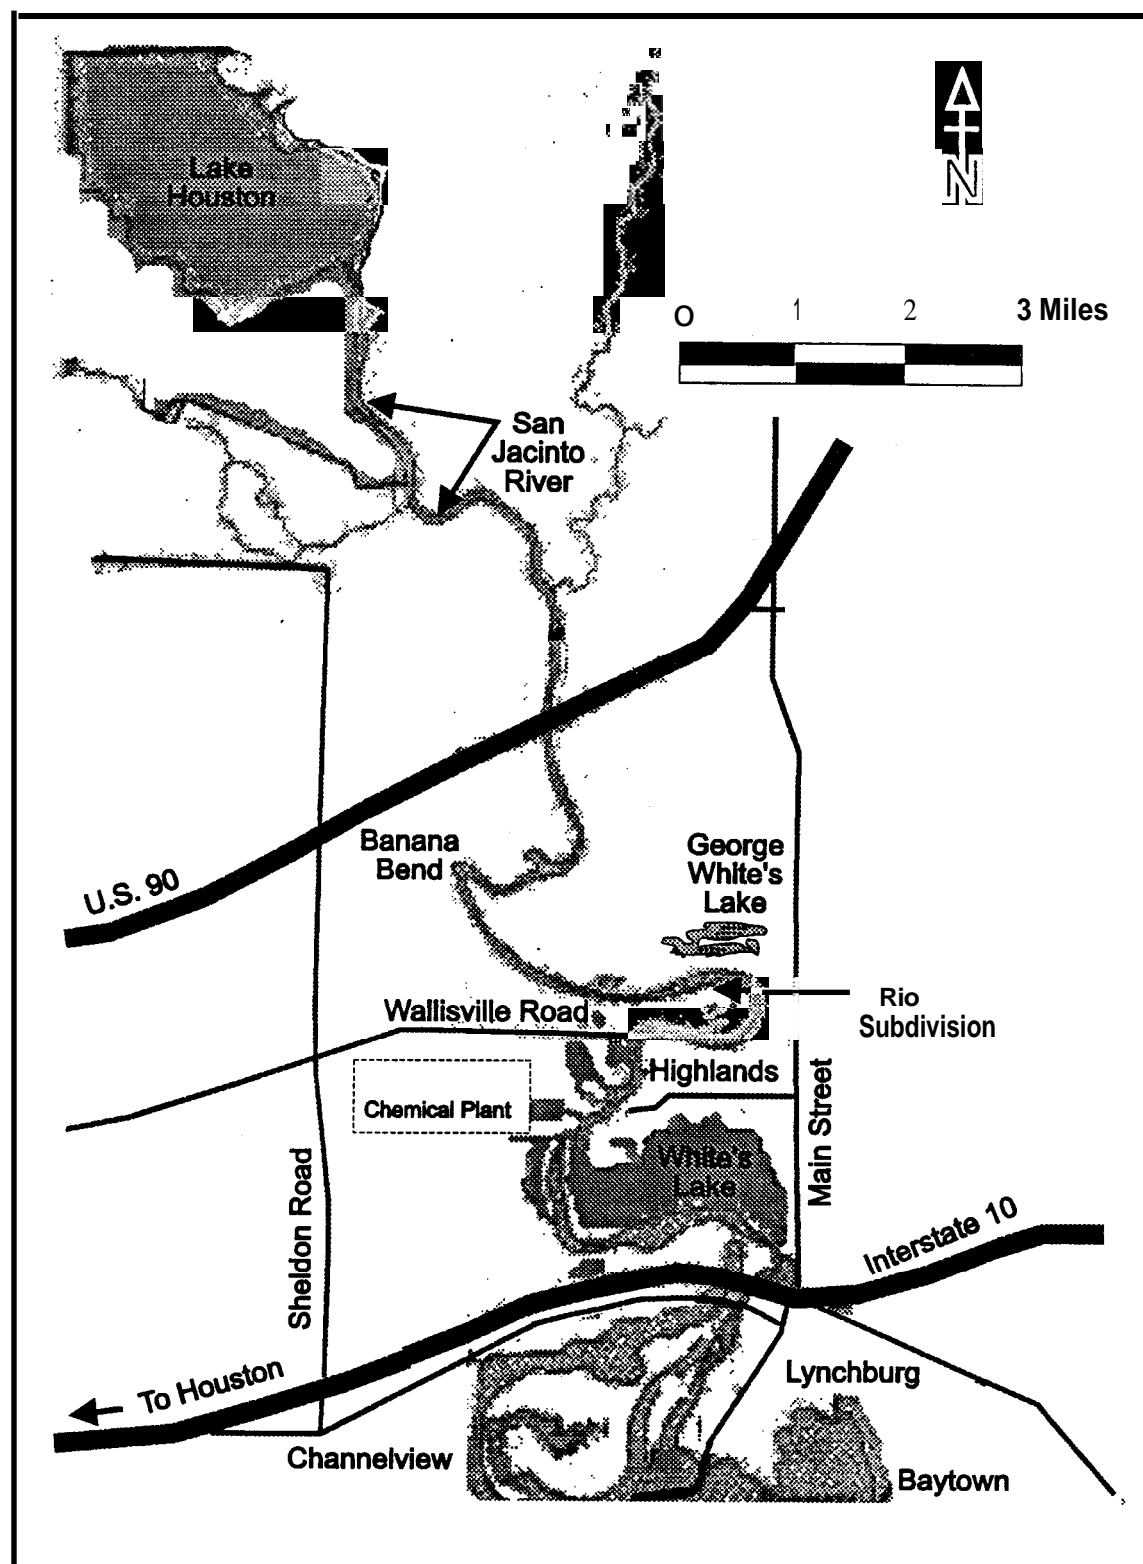 Lake
Houston
N
O 1 2 3 Miles
San
Jacinto
River
Banana
Bend
George
White's
Lake
U.S. 90
Wallisville Road
Rio
Subdivision
Highlands
Chemical Plant
White's
Lake
Main Street
Sheldon Road
Interstate 10
To Houston
Lynchburg
Channelview
Baytown